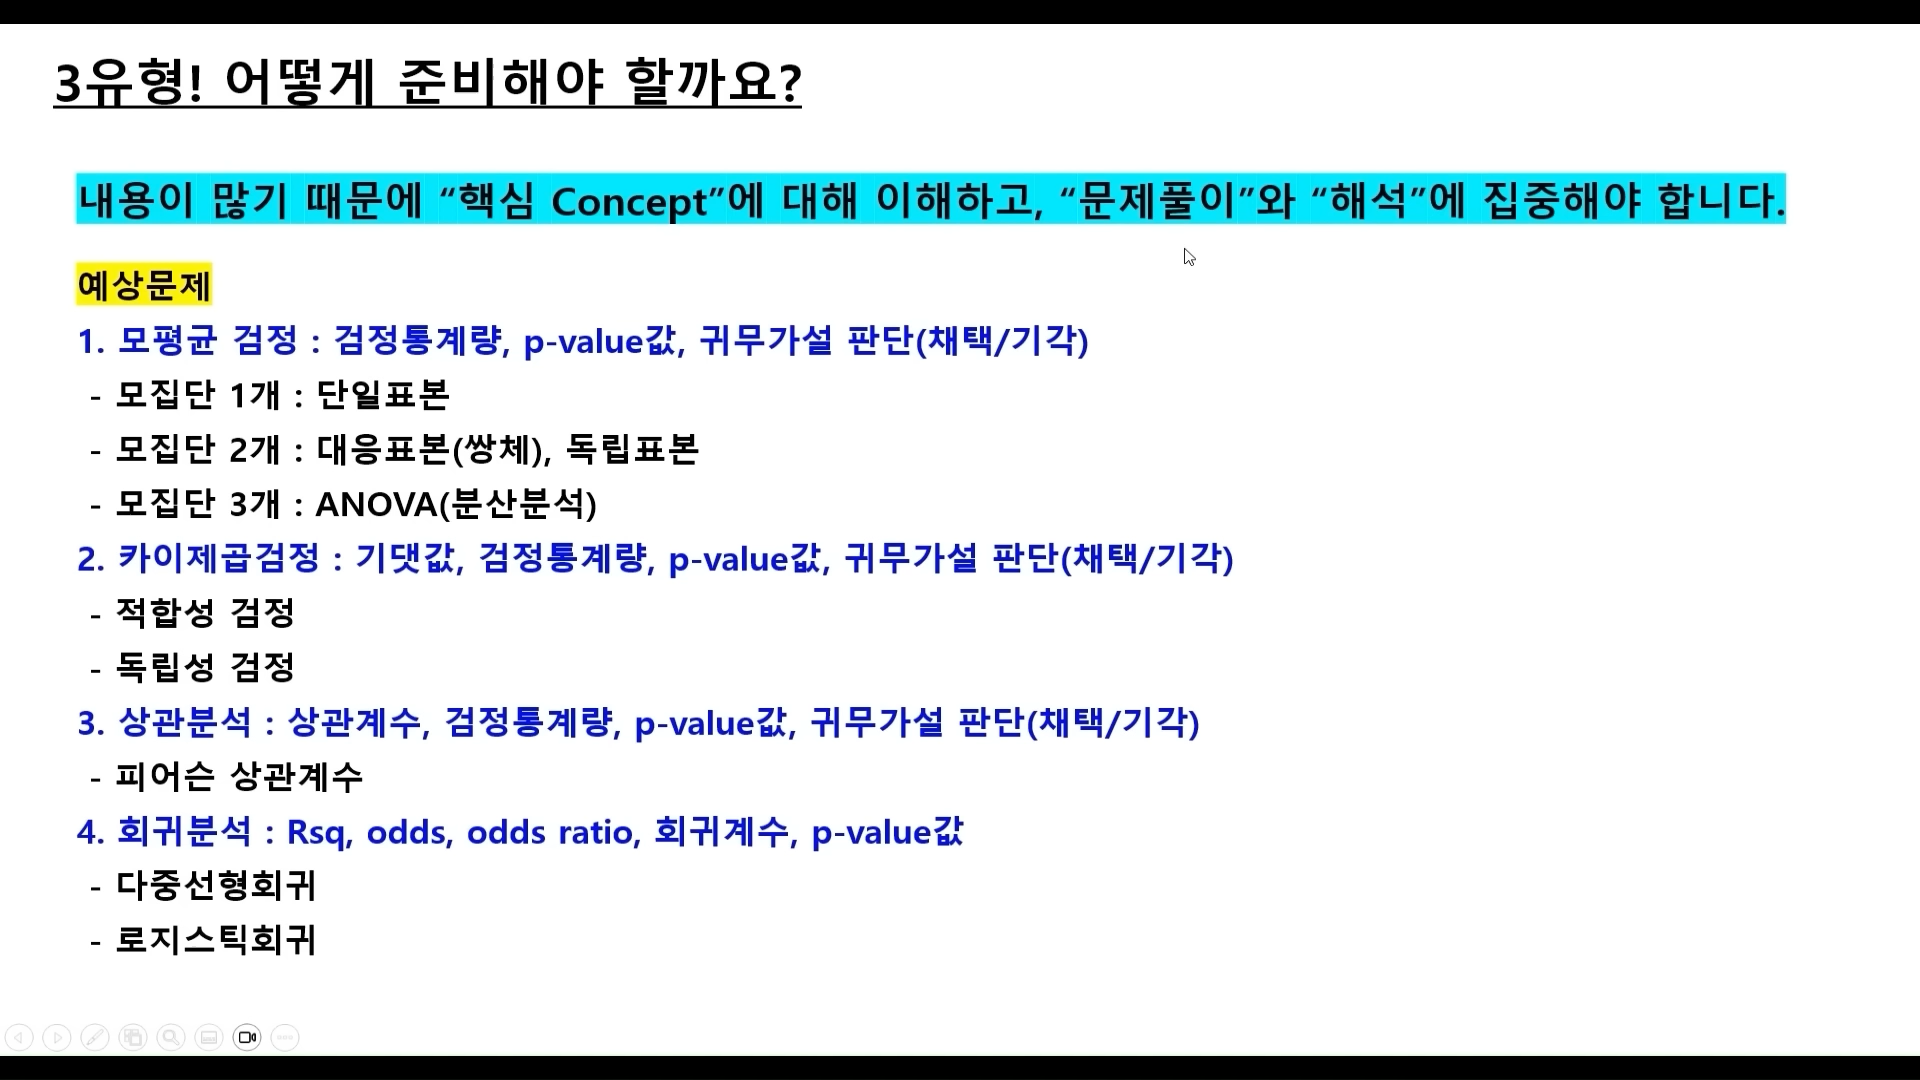 3유형! 어떻게 준비해야 할까요?
내용이 많기 때문에 “핵심 Concept”에 대해 이해하고, “문제풀이”와 “해석”에 집중해야 합니다.
예상문제
1. 모평균 검정 : 검정통계량, p-value값, 귀무가설 판단(채택/기각)
- 모집단 1개 : 단일표본
- 모집단 2개 : 대응표본(쌍체), 독립표본
- 모집단 3개 : ANOVA(분산분석)
2. 카이제곱검정 : 기댓값, 검정통계량, p-value값, 귀무가설 판단(채택/기각)
- 적합성 검정
- 독립성 검정
3. 상관분석 : 상관계수, 검정통계량, p-value값, 귀무가설 판단(채택/기각)
- 피어슨 상관계수
4. 회귀분석 : Rsq, odds, odds ratio, 회귀계수, p-value값
- 다중선형회귀
- 로지스틱회귀